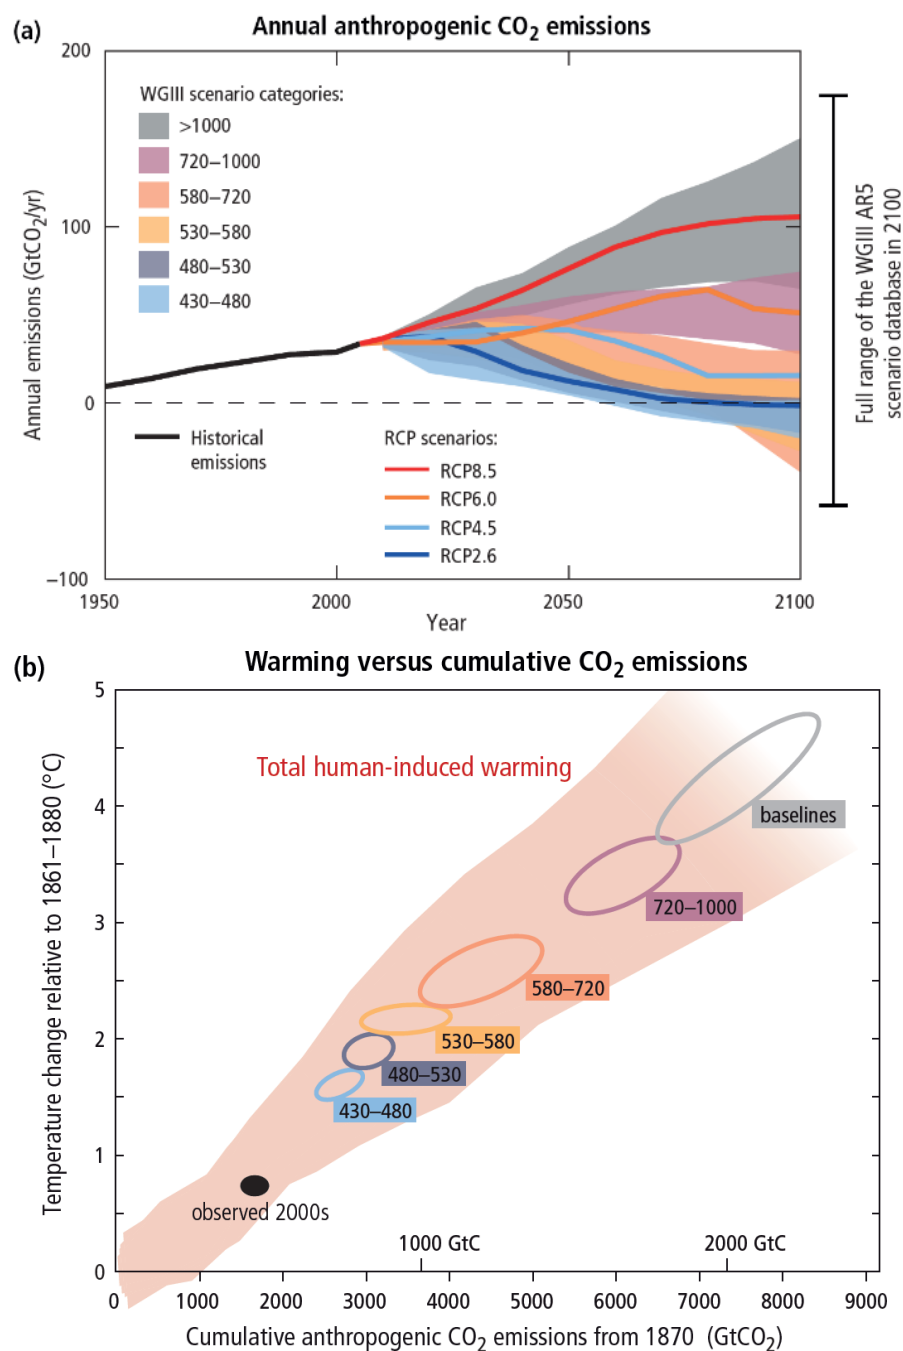 (a)
Annual anthropogenic CO₂ emissions
200
100
0
−100
Annual emissions (GtCO₂/yr)
WGIII scenario categories:
>1000
720–1000
580–720
530–580
480–530
430–480
Historical
emissions
RCP scenarios:
RCP8.5
RCP6.0
RCP4.5
RCP2.6
1950
2000
2050
2100
Year
Full range of the WGIII AR5
scenario database in 2100
(b)
Warming versus cumulative CO₂ emissions
5
4
3
2
1
0
Temperature change relative to 1861–1880 (°C)
Total human-induced warming
baselines
720–1000
580–720
530–580
480–530
430–480
observed 2000s
1000 GtC
2000 GtC
0
1000
2000
3000
4000
5000
6000
7000
8000
9000
Cumulative anthropogenic CO₂ emissions from 1870 (GtCO₂)